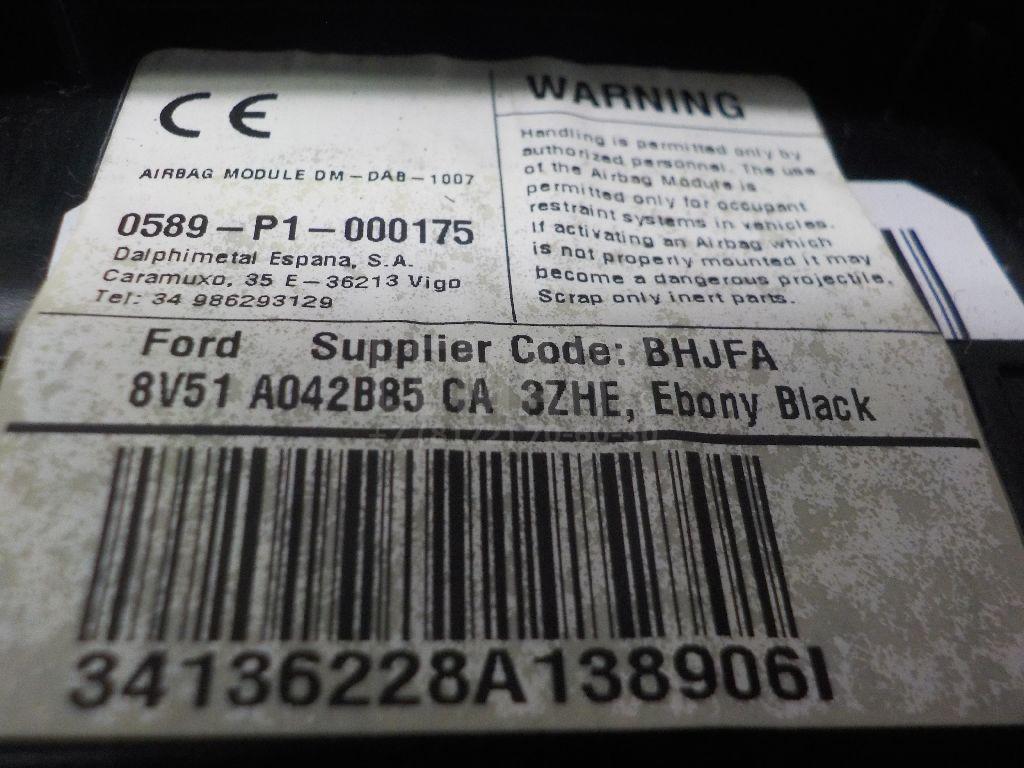 CE
AIRBAG MODULE DM-DAB-1007
0589-P1-000175
Dalphimetal Espana, S.A.
Caramuxo, 35 E-36213 Vigo
Tel: 34 986293129
WARNING
Handling is permitted only by
authorized personnel. The use
of the Airbag Module is
permitted only for occupant
restraint systems in vehicles.
If activating an Airbag which
is not properly mounted it may
become a dangerous projectile.
Scrap only inert parts.
Ford Supplier Code: BHJFA
8V51 A042B85 CA 3ZHE, Ebony Black
34136228A138906I